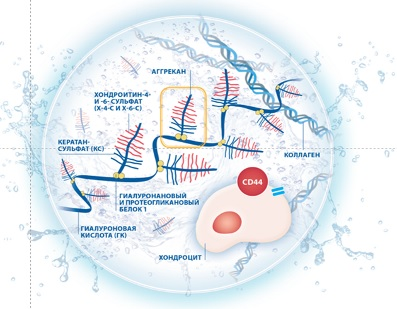 АГГРЕКАН
ХОНДРОИТИН-4-
И -6- СУЛЬФАТ
(Х-4-С И Х-6-С)
КЕРАТАН-
СУЛЬФАТ (КС)
КОЛЛАГЕН
CD44
ГИАЛУРОНАНОВЫЙ
И ПРОТЕОГЛИКАНОВЫЙ
БЕЛОК 1
ГИАЛУРОНОВАЯ
КИСЛОТА (ГК)
ХОНДРОЦИТ